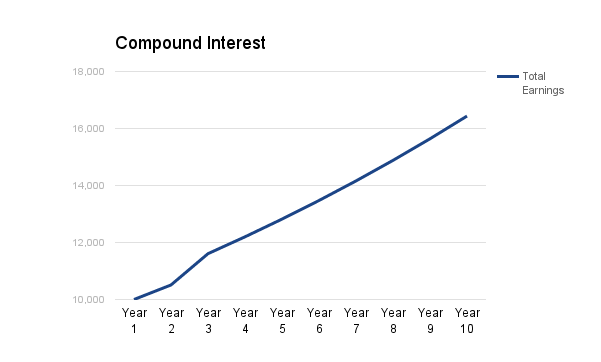 Compound Interest
18,000
16,000
14,000
12,000
10,000
Total
Earnings
Year Year Year Year Year Year Year Year Year Year
1 2 3 4 5 6 7 8 9 10